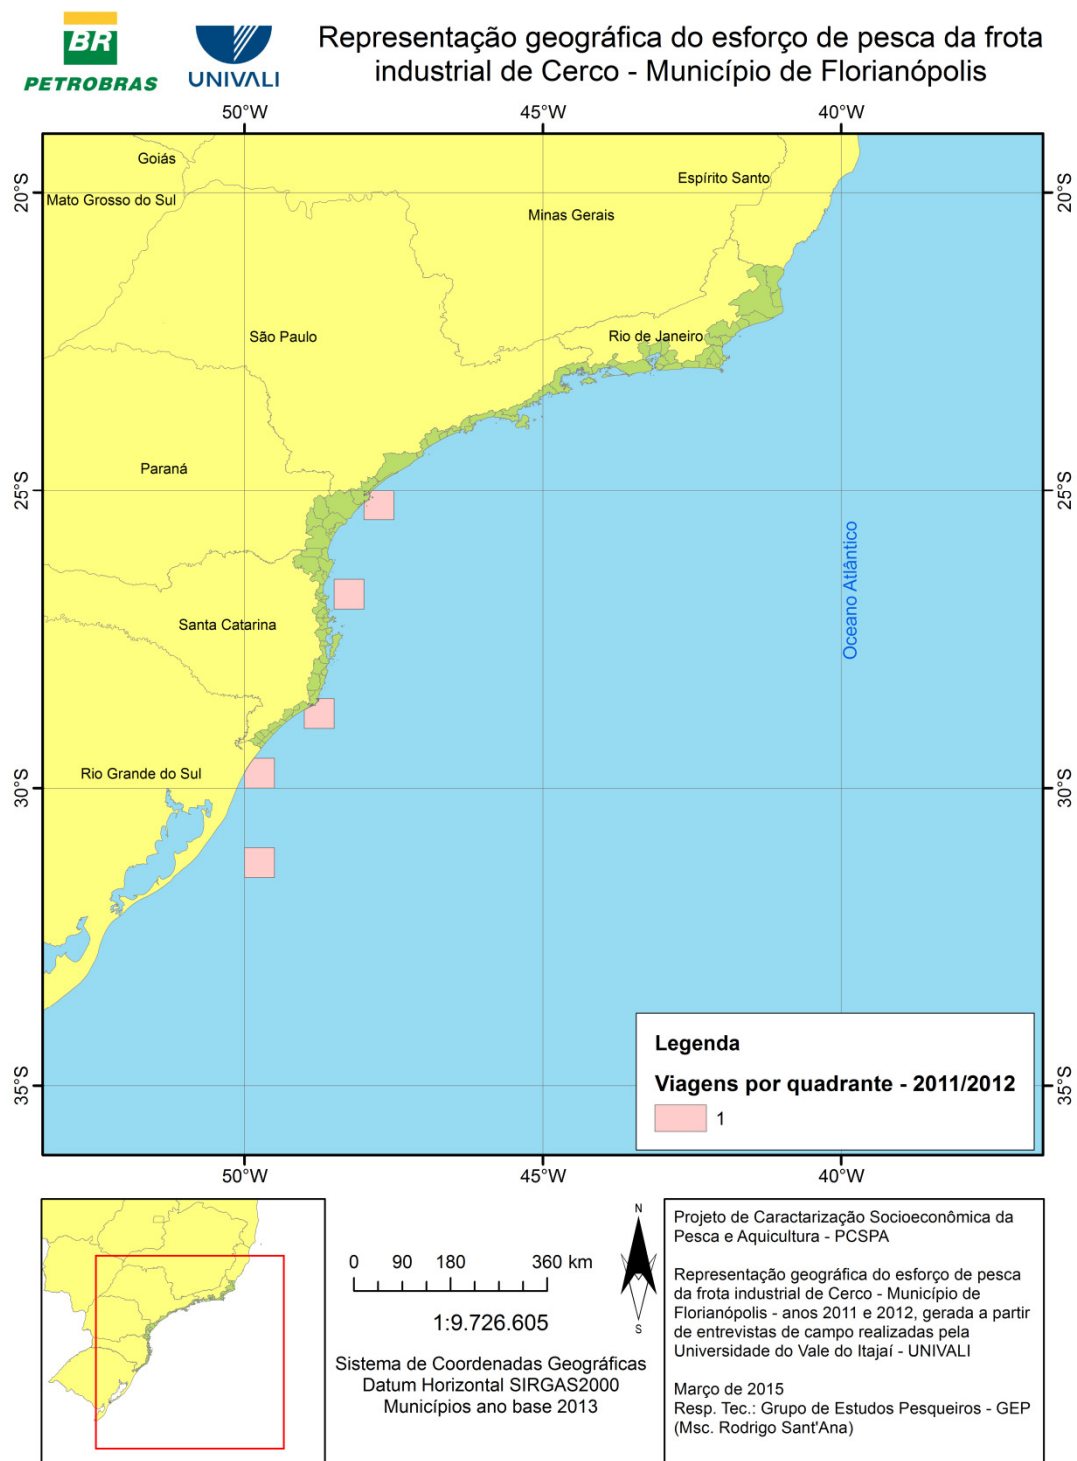 BR
PETROBRAS
UNIVALI
Representação geográfica do esforço de pesca da frota
industrial de Cerco - Município de Florianópolis
50°W 45°W 40°W
Goiás
Espírito Santo
20°S 20°S
Mato Grosso do Sul
Minas Gerais
São Paulo
Rio de Janeiro
Paraná
25°S 25°S
Oceano Atlântico
Santa Catarina
Rio Grande do Sul
30°S 30°S
Legenda
Viagens por quadrante - 2011/2012
1
35°S 35°S
50°W 45°W 40°W
0 90 180 360 km
1:9.726.605
Sistema de Coordenadas Geográficas
Datum Horizontal SIRGAS2000
Municípios ano base 2013
N
S
Projeto de Caractarização Socioeconômica da
Pesca e Aquicultura - PCSPA
Representação geográfica do esforço de pesca
da frota industrial de Cerco - Município de
Florianópolis - anos 2011 e 2012, gerada a partir
de entrevistas de campo realizadas pela
Universidade do Vale do Itajaí - UNIVALI
Março de 2015
Resp. Tec.: Grupo de Estudos Pesqueiros - GEP
(Msc. Rodrigo Sant'Ana)